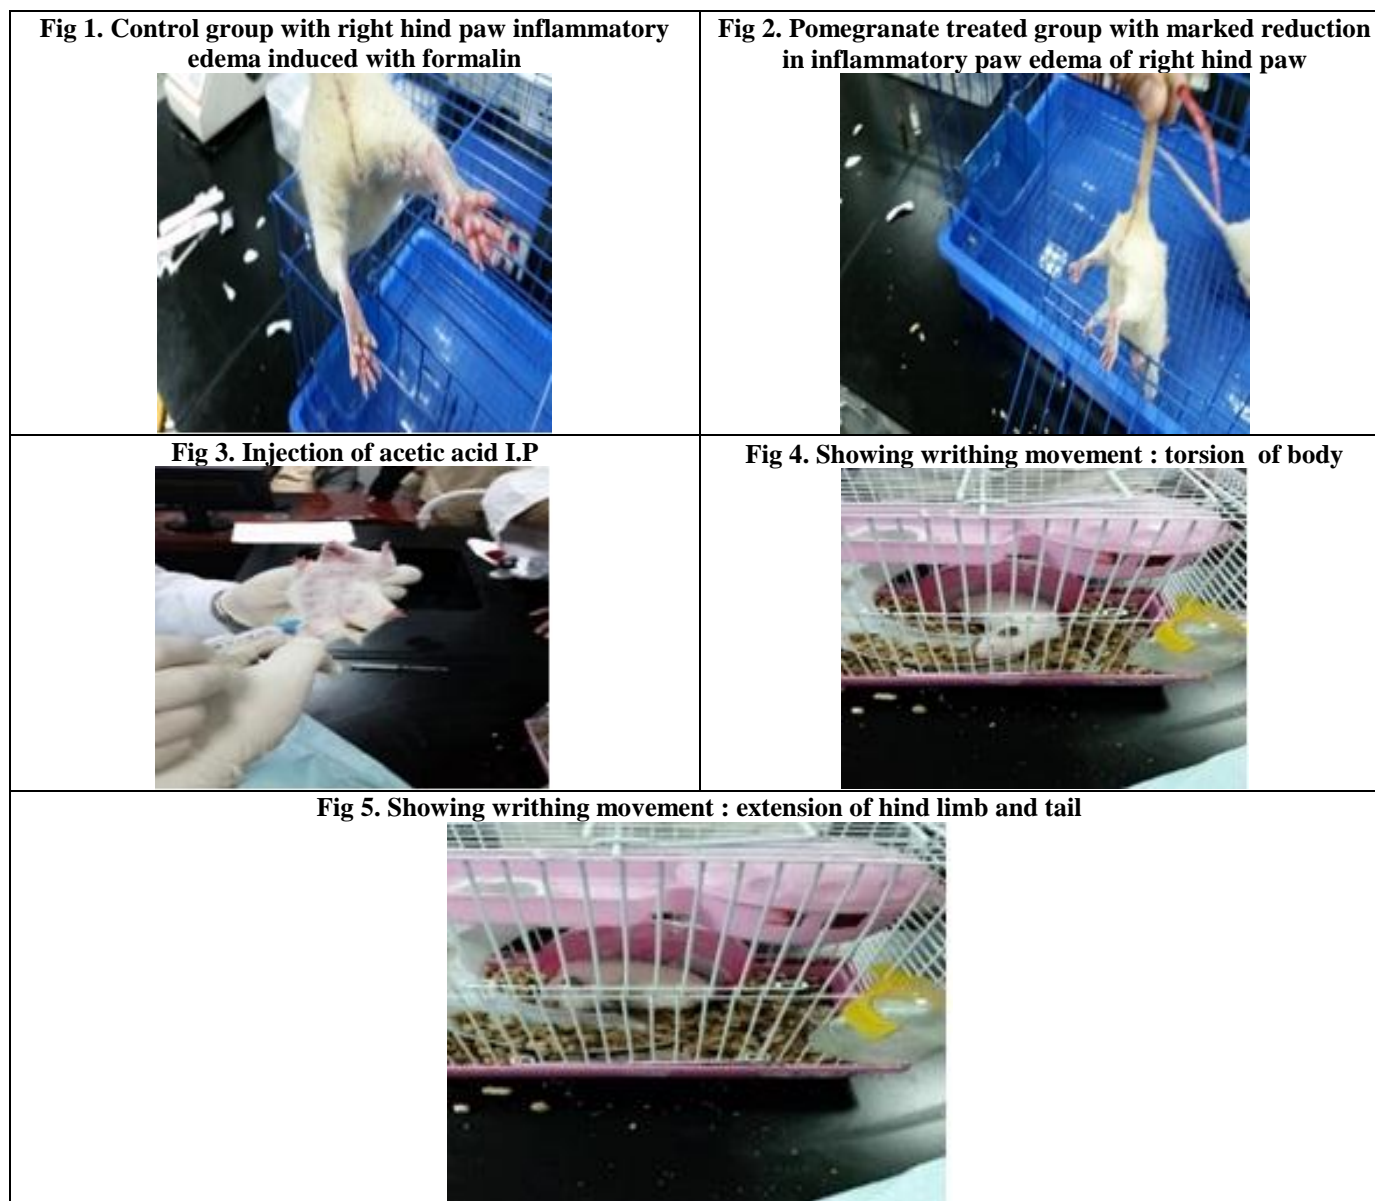 Fig 1. Control group with right hind paw inflammatory
edema induced with formalin
Fig 2. Pomegranate treated group with marked reduction
in inflammatory paw edema of right hind paw
Fig 3. Injection of acetic acid I.P
Fig 4. Showing writhing movement : torsion of body
Fig 5. Showing writhing movement : extension of hind limb and tail